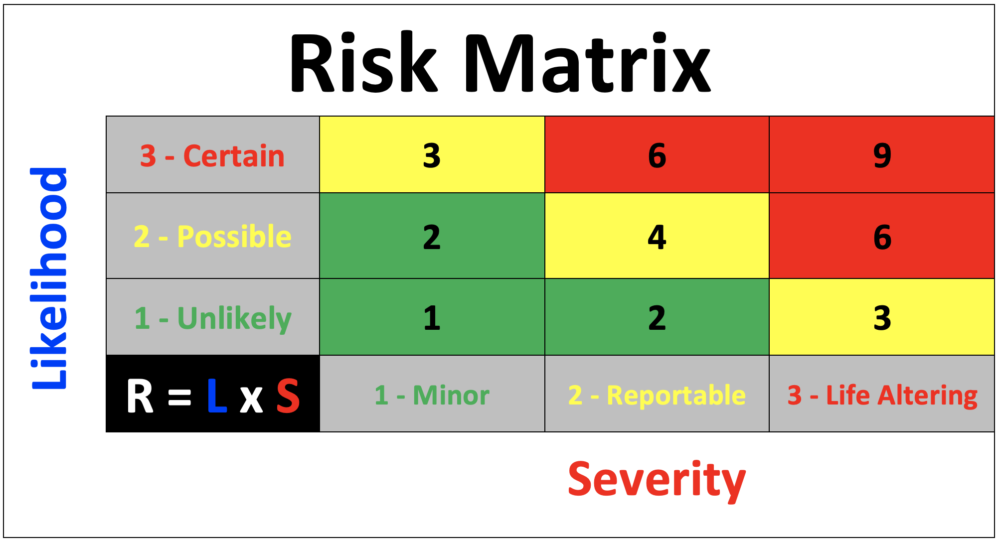 Risk Matrix
Likelihood
3 - Certain 3 6 9
2 - Possible 2 4 6
1 - Unlikely 1 2 3
R = L x S 1 - Minor 2 - Reportable 3 - Life Altering
Severity